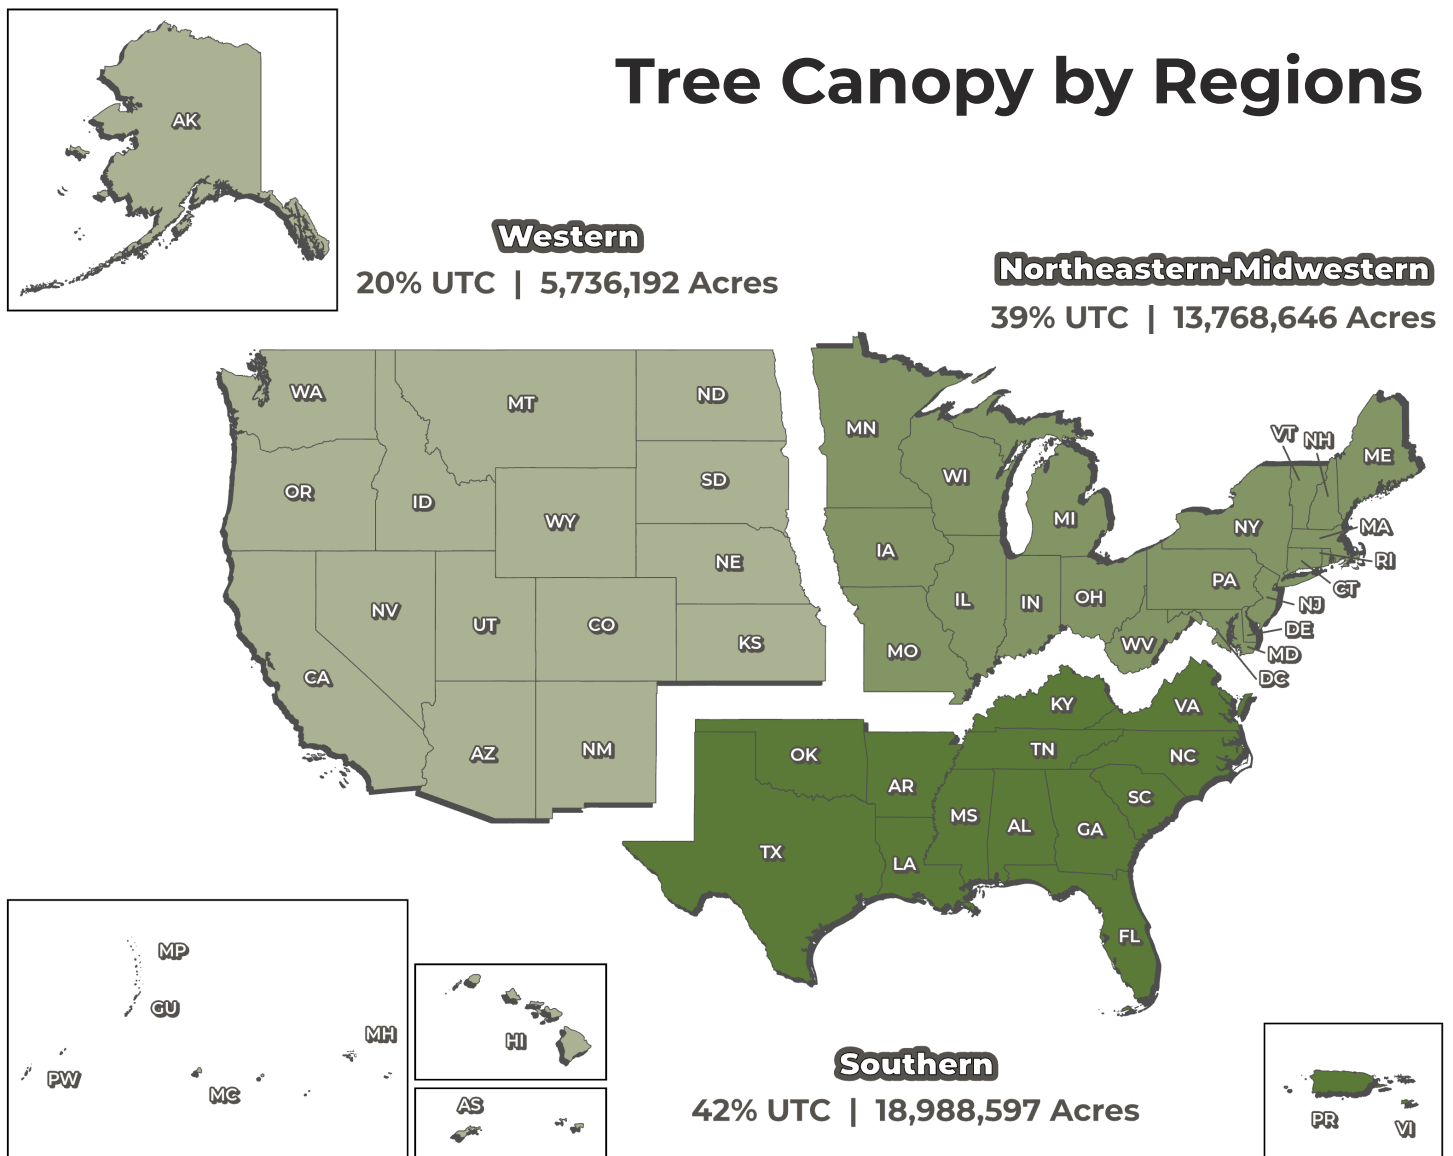 Tree Canopy by Regions
AK
Western
20% UTC | 5,736,192 Acres
Northeastern-Midwestern
39% UTC | 13,768,646 Acres
WA
MT
ND
OR
ID
WY
SD
NE
NV
UT
CO
KS
CA
AZ
NM
MN
WI
MI
IA
IL
IN
OH
MO
WV
PA
NY
VT
NH
ME
MA
RI
CT
NJ
DE
MD
DC
KY
VA
TN
NC
OK
AR
SC
MS
AL
GA
TX
LA
FL
MP
GU
MH
PW
MC
HI
AS
Southern
42% UTC | 18,988,597 Acres
PR
VI